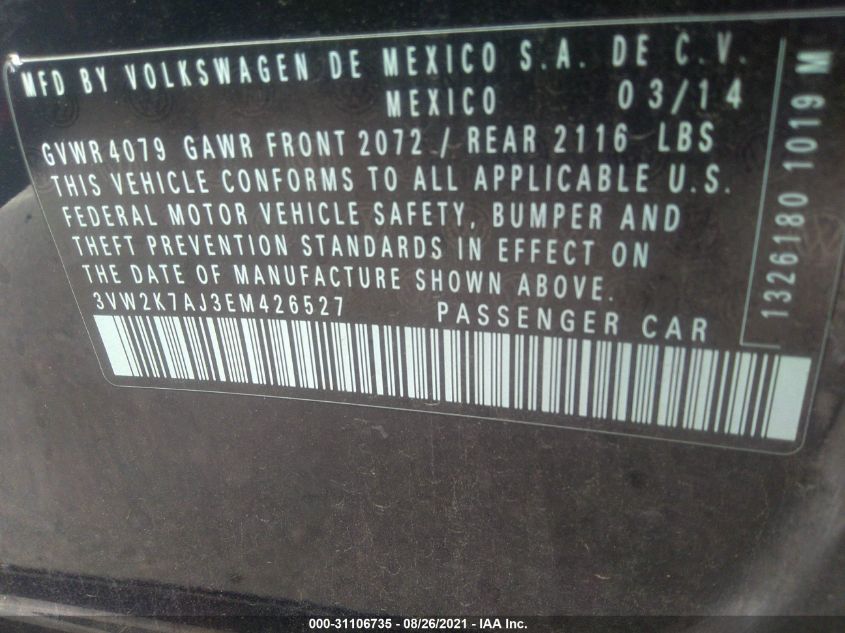 MFD BY VOLKSWAGEN DE MEXICO S.A. DE C.V.
MEXICO 03/14
GVWR 4079 GAWR FRONT 2072 / REAR 2116 LBS
THIS VEHICLE CONFORMS TO ALL APPLICABLE U.S.
FEDERAL MOTOR VEHICLE SAFETY, BUMPER AND
THEFT PREVENTION STANDARDS IN EFFECT ON
THE DATE OF MANUFACTURE SHOWN ABOVE.
3VW2K7AJ3EM426527 PASSENGER CAR
1326180 1019 M
000-31106735 - 08/26/2021 - IAA Inc.